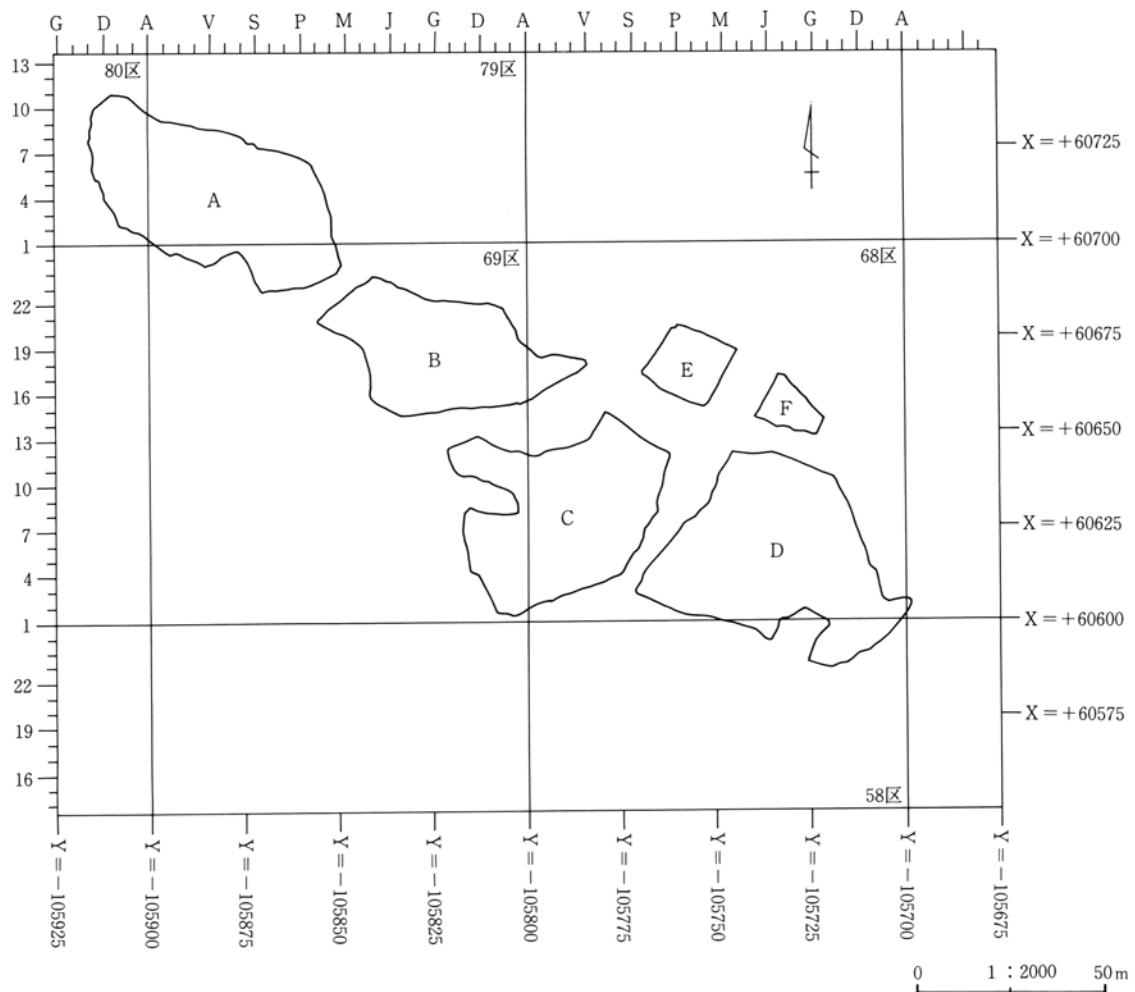 G D A V S P M J G D A V S P M J G D A
13
10
7
4
1
22
19
16
13
10
7
4
1
22
19
16
80区
79区
69区
68区
58区
A
B
C
D
E
F
X=+60725
X=+60700
X=+60675
X=+60650
X=+60625
X=+60600
X=+60575
Y=-105925
Y=-105900
Y=-105875
Y=-105850
Y=-105825
Y=-105800
Y=-105775
Y=-105750
Y=-105725
Y=-105700
Y=-105675
0 1:2000 50m